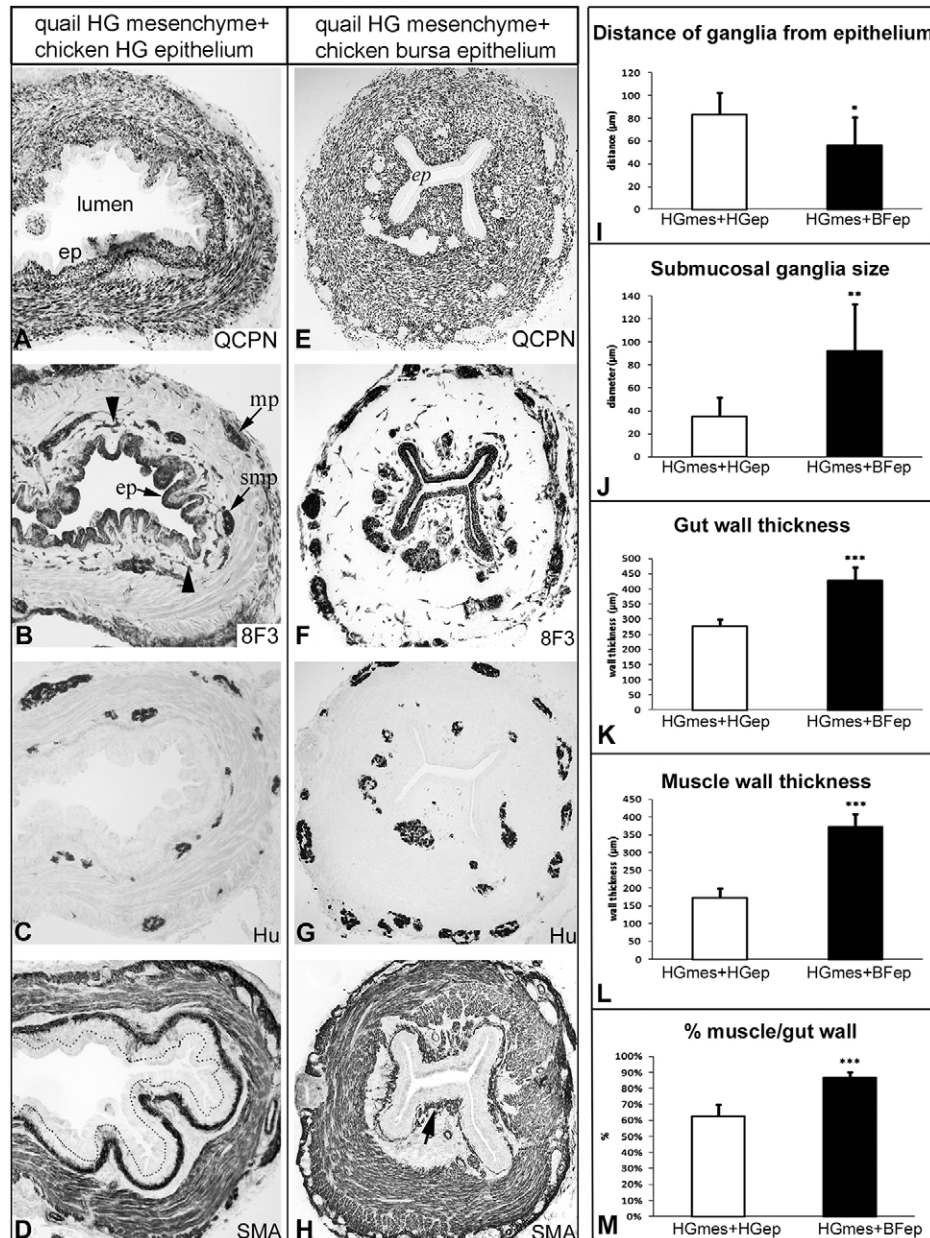 quail HG mesenchyme+
chicken HG epithelium
quail HG mesenchyme+
chicken bursa epithelium
lumen
ep
A
QCPN
ep
E
QCPN
mp
ep
smp
B
8F3
F
8F3
C
Hu
G
Hu
D
SMA
H
SMA
Distance of ganglia from epithelium
120
100
80
60
40
20
0
distance (µm)
*
HGmes+HGep
HGmes+BFep
I
Submucosal ganglia size
140
120
100
80
60
40
20
0
diameter (µm)
**
HGmes+HGep
HGmes+BFep
J
Gut wall thickness
500
450
400
350
300
250
200
150
100
50
0
wall thickness (µm)
***
HGmes+HGep
HGmes+BFep
K
Muscle wall thickness
450
400
350
300
250
200
150
100
50
0
wall thickness (µm)
***
HGmes+HGep
HGmes+BFep
L
% muscle/gut wall
100%
90%
80%
70%
60%
50%
40%
30%
20%
10%
0%
%
***
HGmes+HGep
HGmes+BFep
M